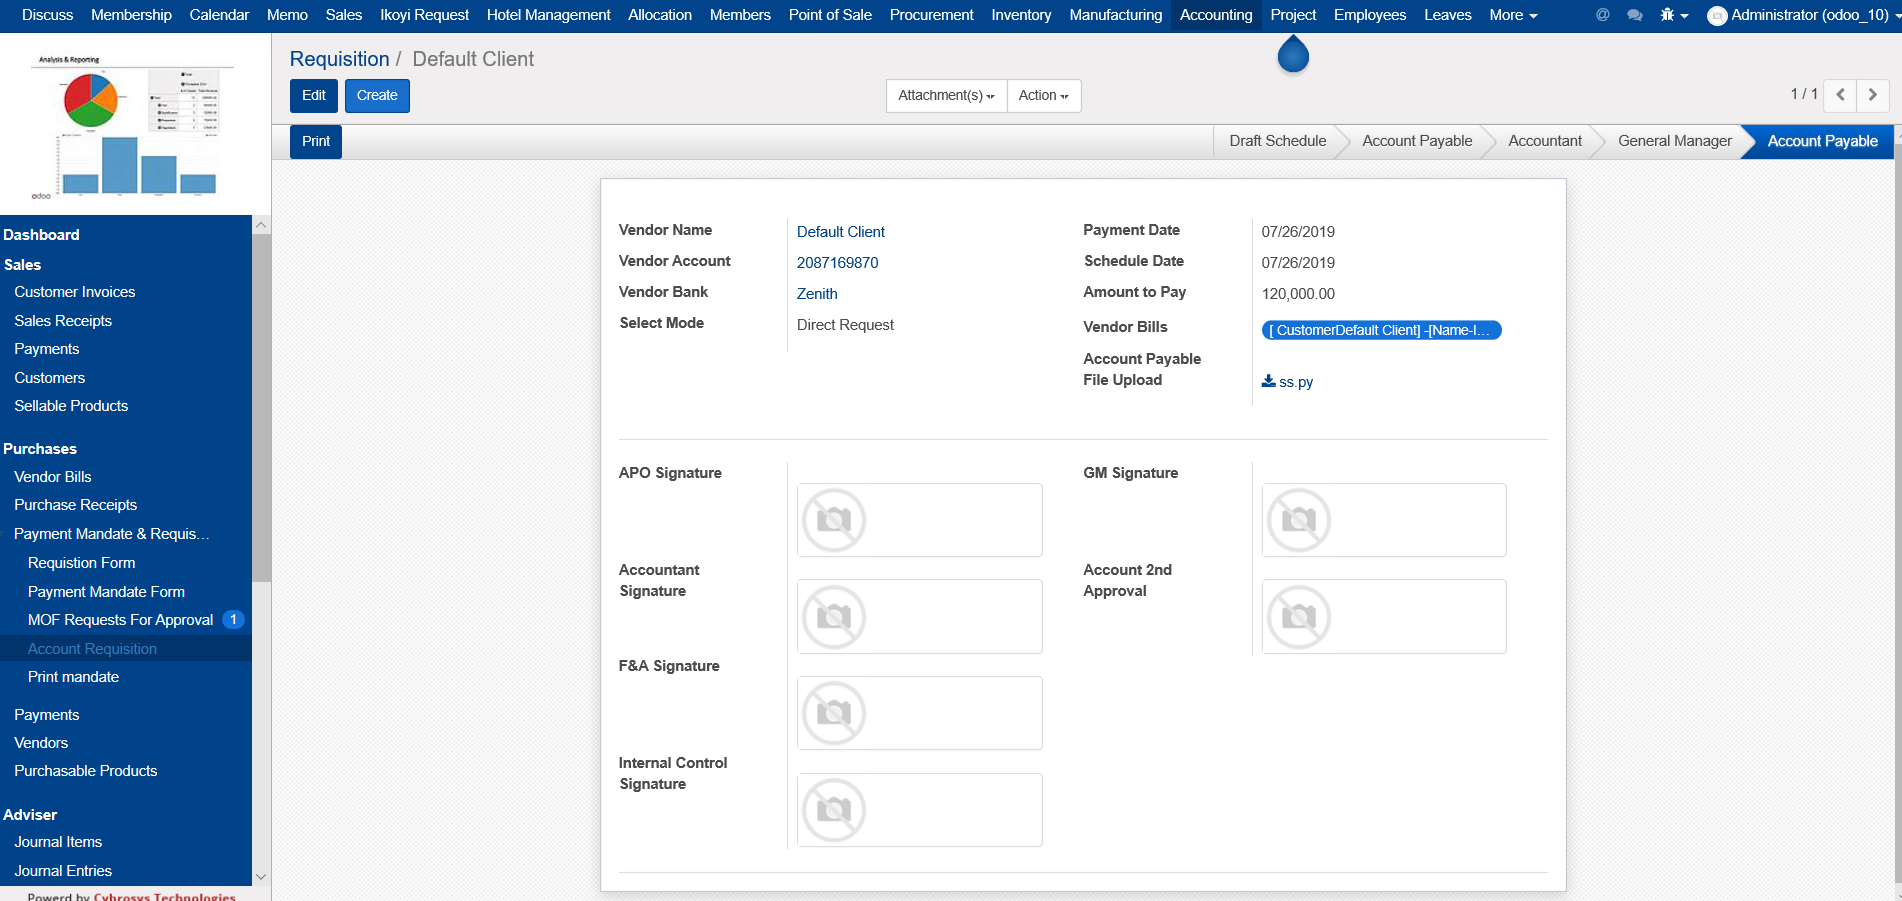 Discuss Membership Calendar Memo Sales Ikoyi Request Hotel Management Allocation Members Point of Sale Procurement Inventory Manufacturing Accounting Project Employees Leaves More @ Administrator (odoo_10)
Analysis & Reporting
odoo
Requisition / Default Client
Edit Create Attachment(s) Action 1 / 1
Print Draft Schedule Account Payable Accountant General Manager Account Payable
Dashboard
Sales
Customer Invoices
Sales Receipts
Payments
Customers
Sellable Products
Purchases
Vendor Bills
Purchase Receipts
Payment Mandate & Requis...
Requistion Form
Payment Mandate Form
MOF Requests For Approval 1
Account Requisition
Print mandate
Payments
Vendors
Purchasable Products
Adviser
Journal Items
Journal Entries
Powerd by Cybrosys Technologies
Vendor Name Default Client
Vendor Account 2087169870
Vendor Bank Zenith
Select Mode Direct Request
Payment Date 07/26/2019
Schedule Date 07/26/2019
Amount to Pay 120,000.00
Vendor Bills [ CustomerDefault Client] -[Name-I...
Account Payable
File Upload ss.py
APO Signature
Accountant
Signature
F&A Signature
Internal Control
Signature
GM Signature
Account 2nd
Approval